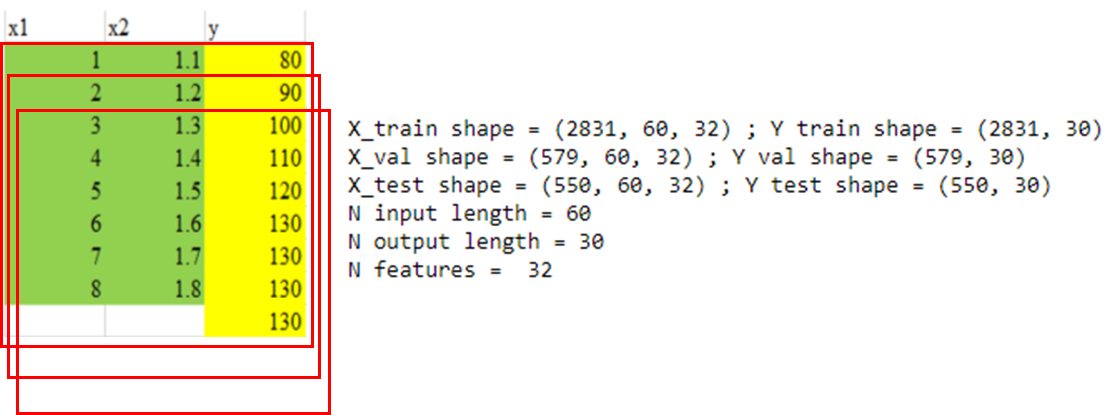 x1 x2 y
1 1.1 80
2 1.2 90
3 1.3 100
4 1.4 110
5 1.5 120
6 1.6 130
7 1.7 130
8 1.8 130
130
X_train shape = (2831, 60, 32) ; Y train shape = (2831, 30)
X_val shape = (579, 60, 32) ; Y val shape = (579, 30)
X_test shape = (550, 60, 32) ; Y test shape = (550, 30)
N input length = 60
N output length = 30
N features =  32